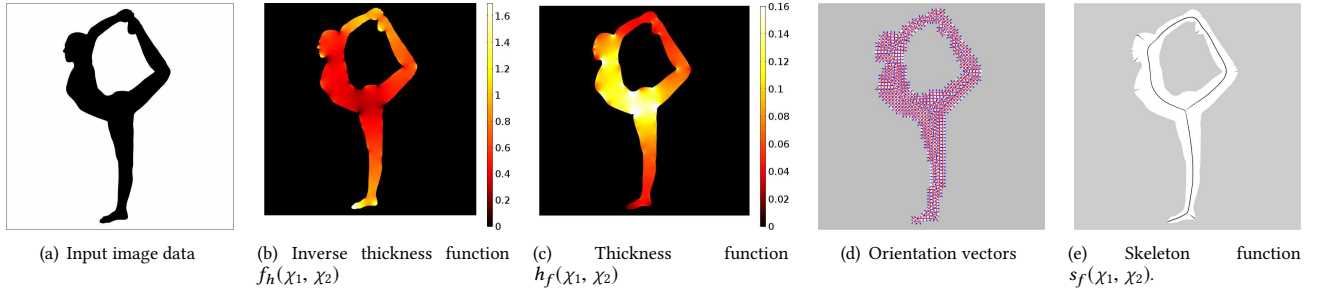 1.6
1.4
1.2
1
0.8
0.6
0.4
0.2
0
0.16
0.14
0.12
0.10
0.08
0.06
0.04
0.02
0
(a) Input image data
(b) Inverse thickness function
f_h(χ₁, χ₂)
(c) Thickness function
h_f(χ₁, χ₂)
(d) Orientation vectors
(e) Skeleton function
s_f(χ₁, χ₂).